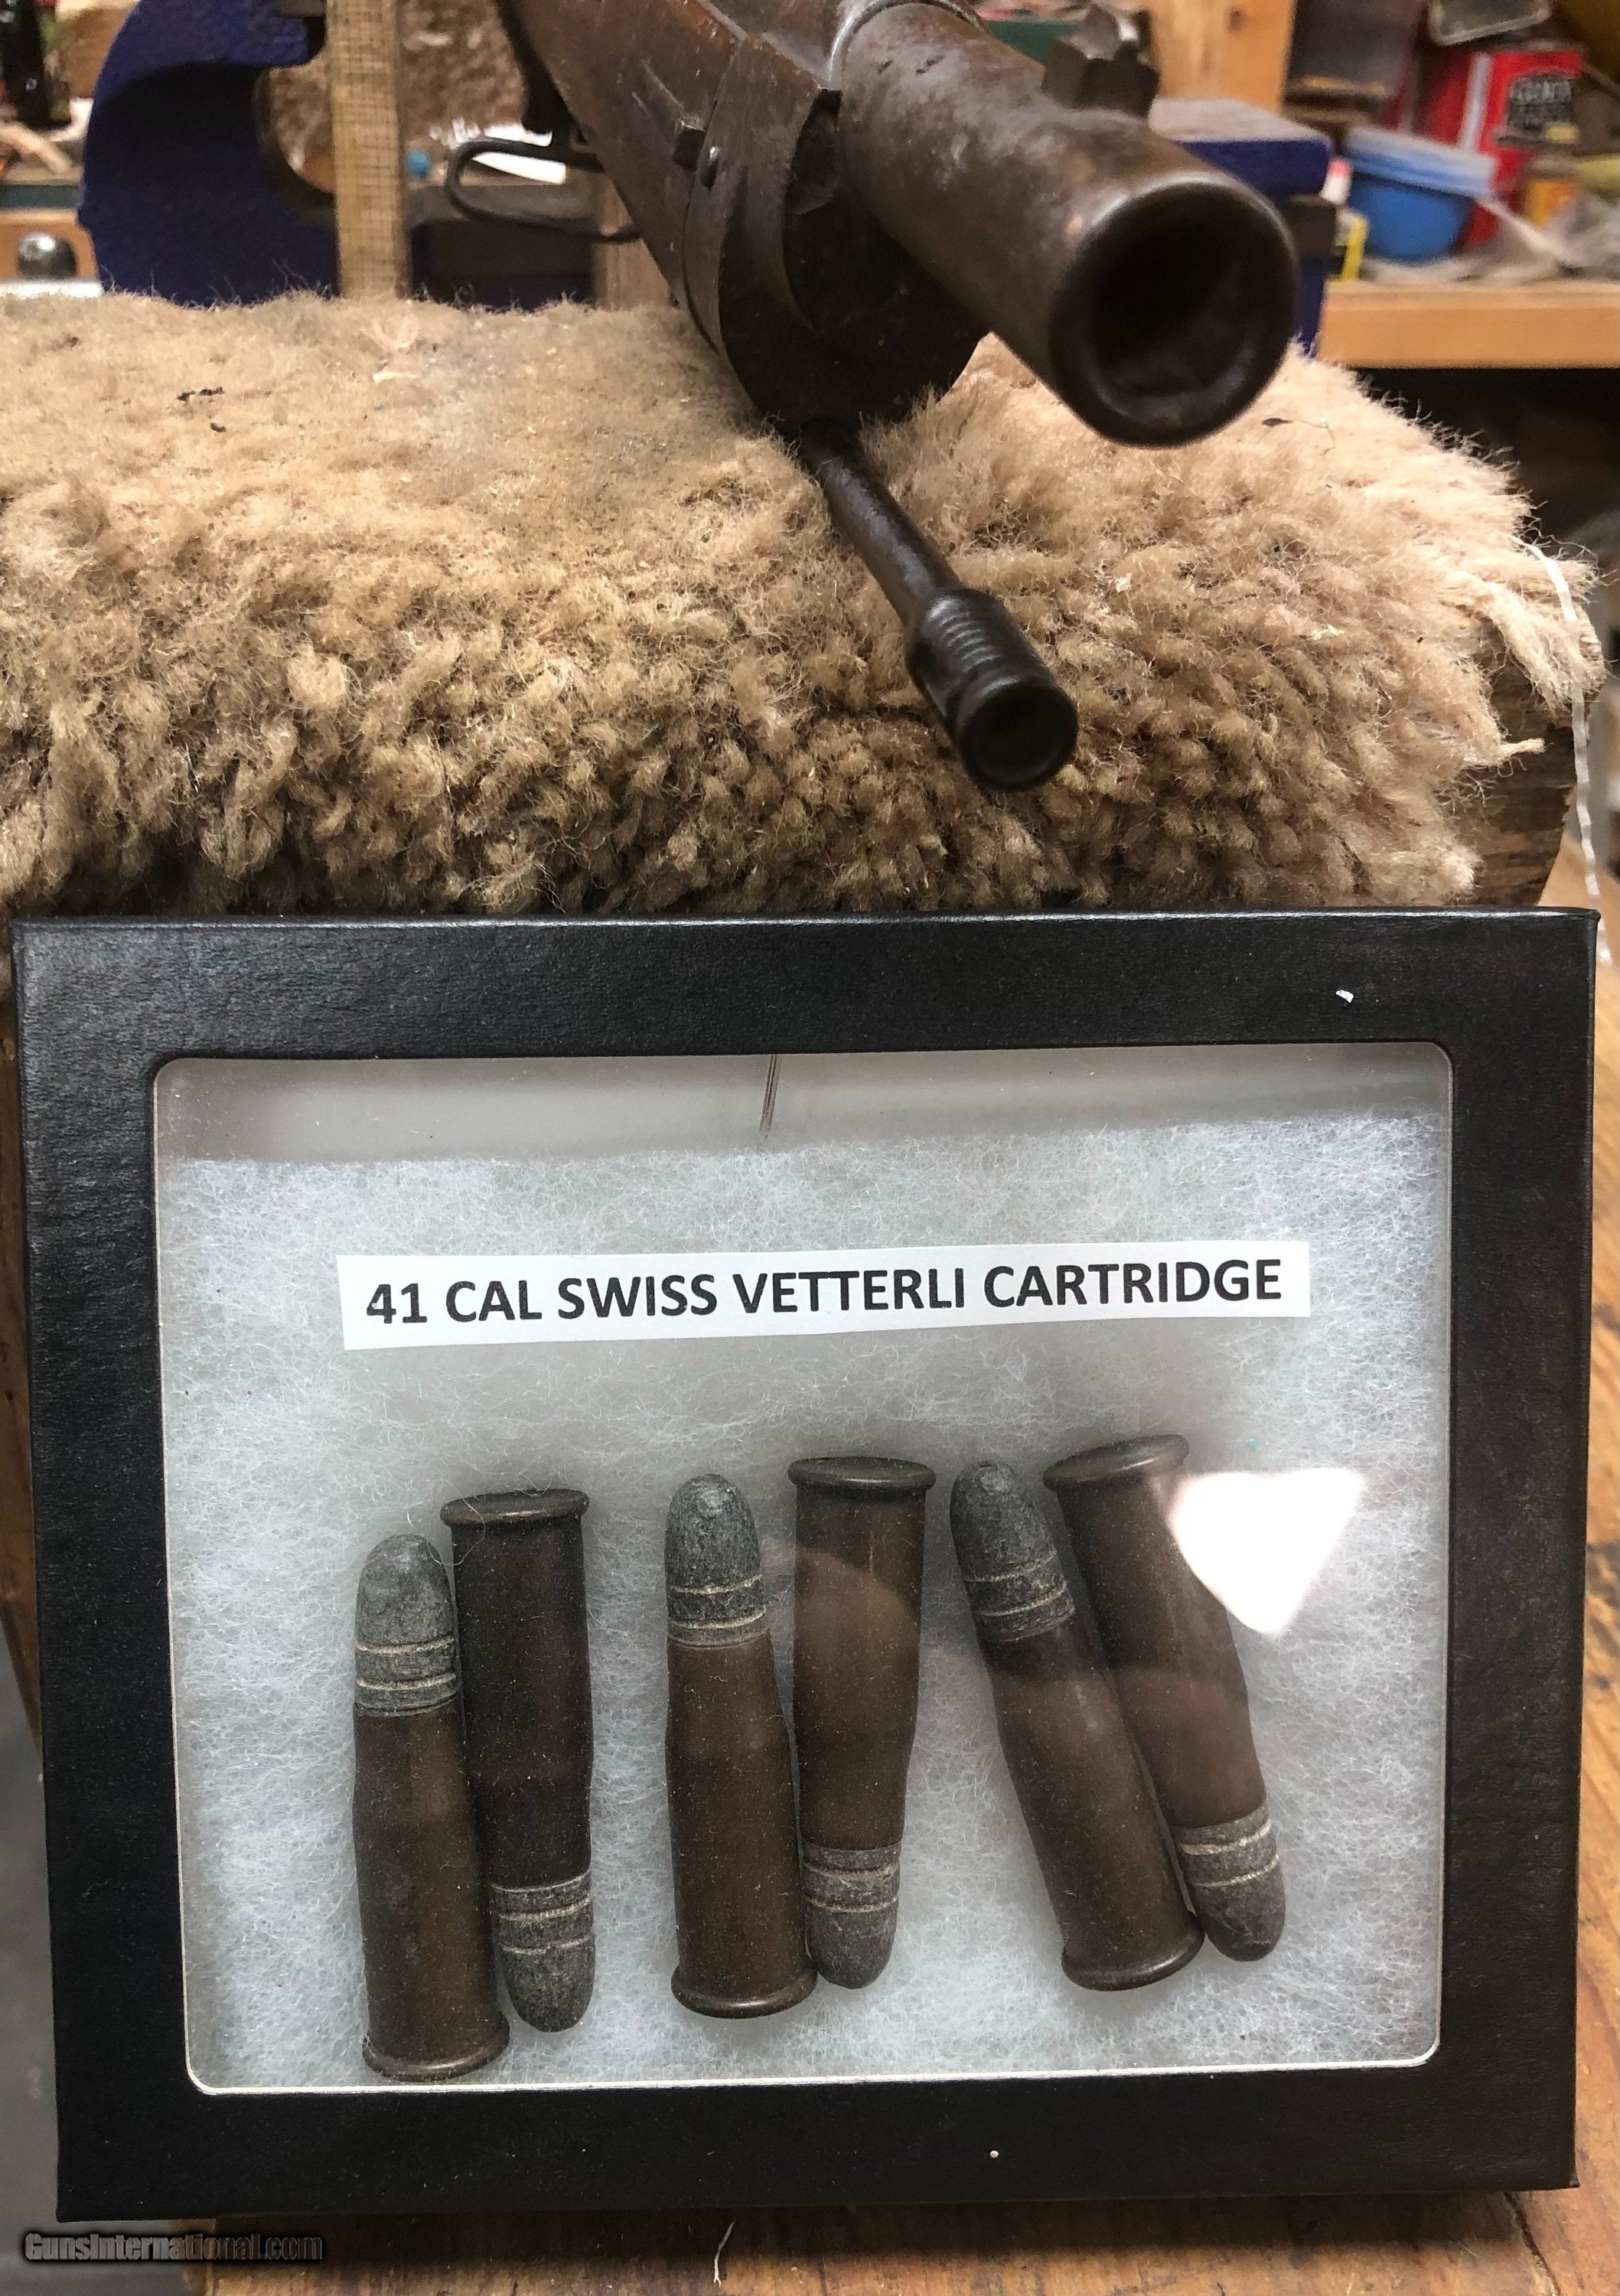 41 CAL SWISS VETTERLI CARTRIDGE
GunsInternational.com